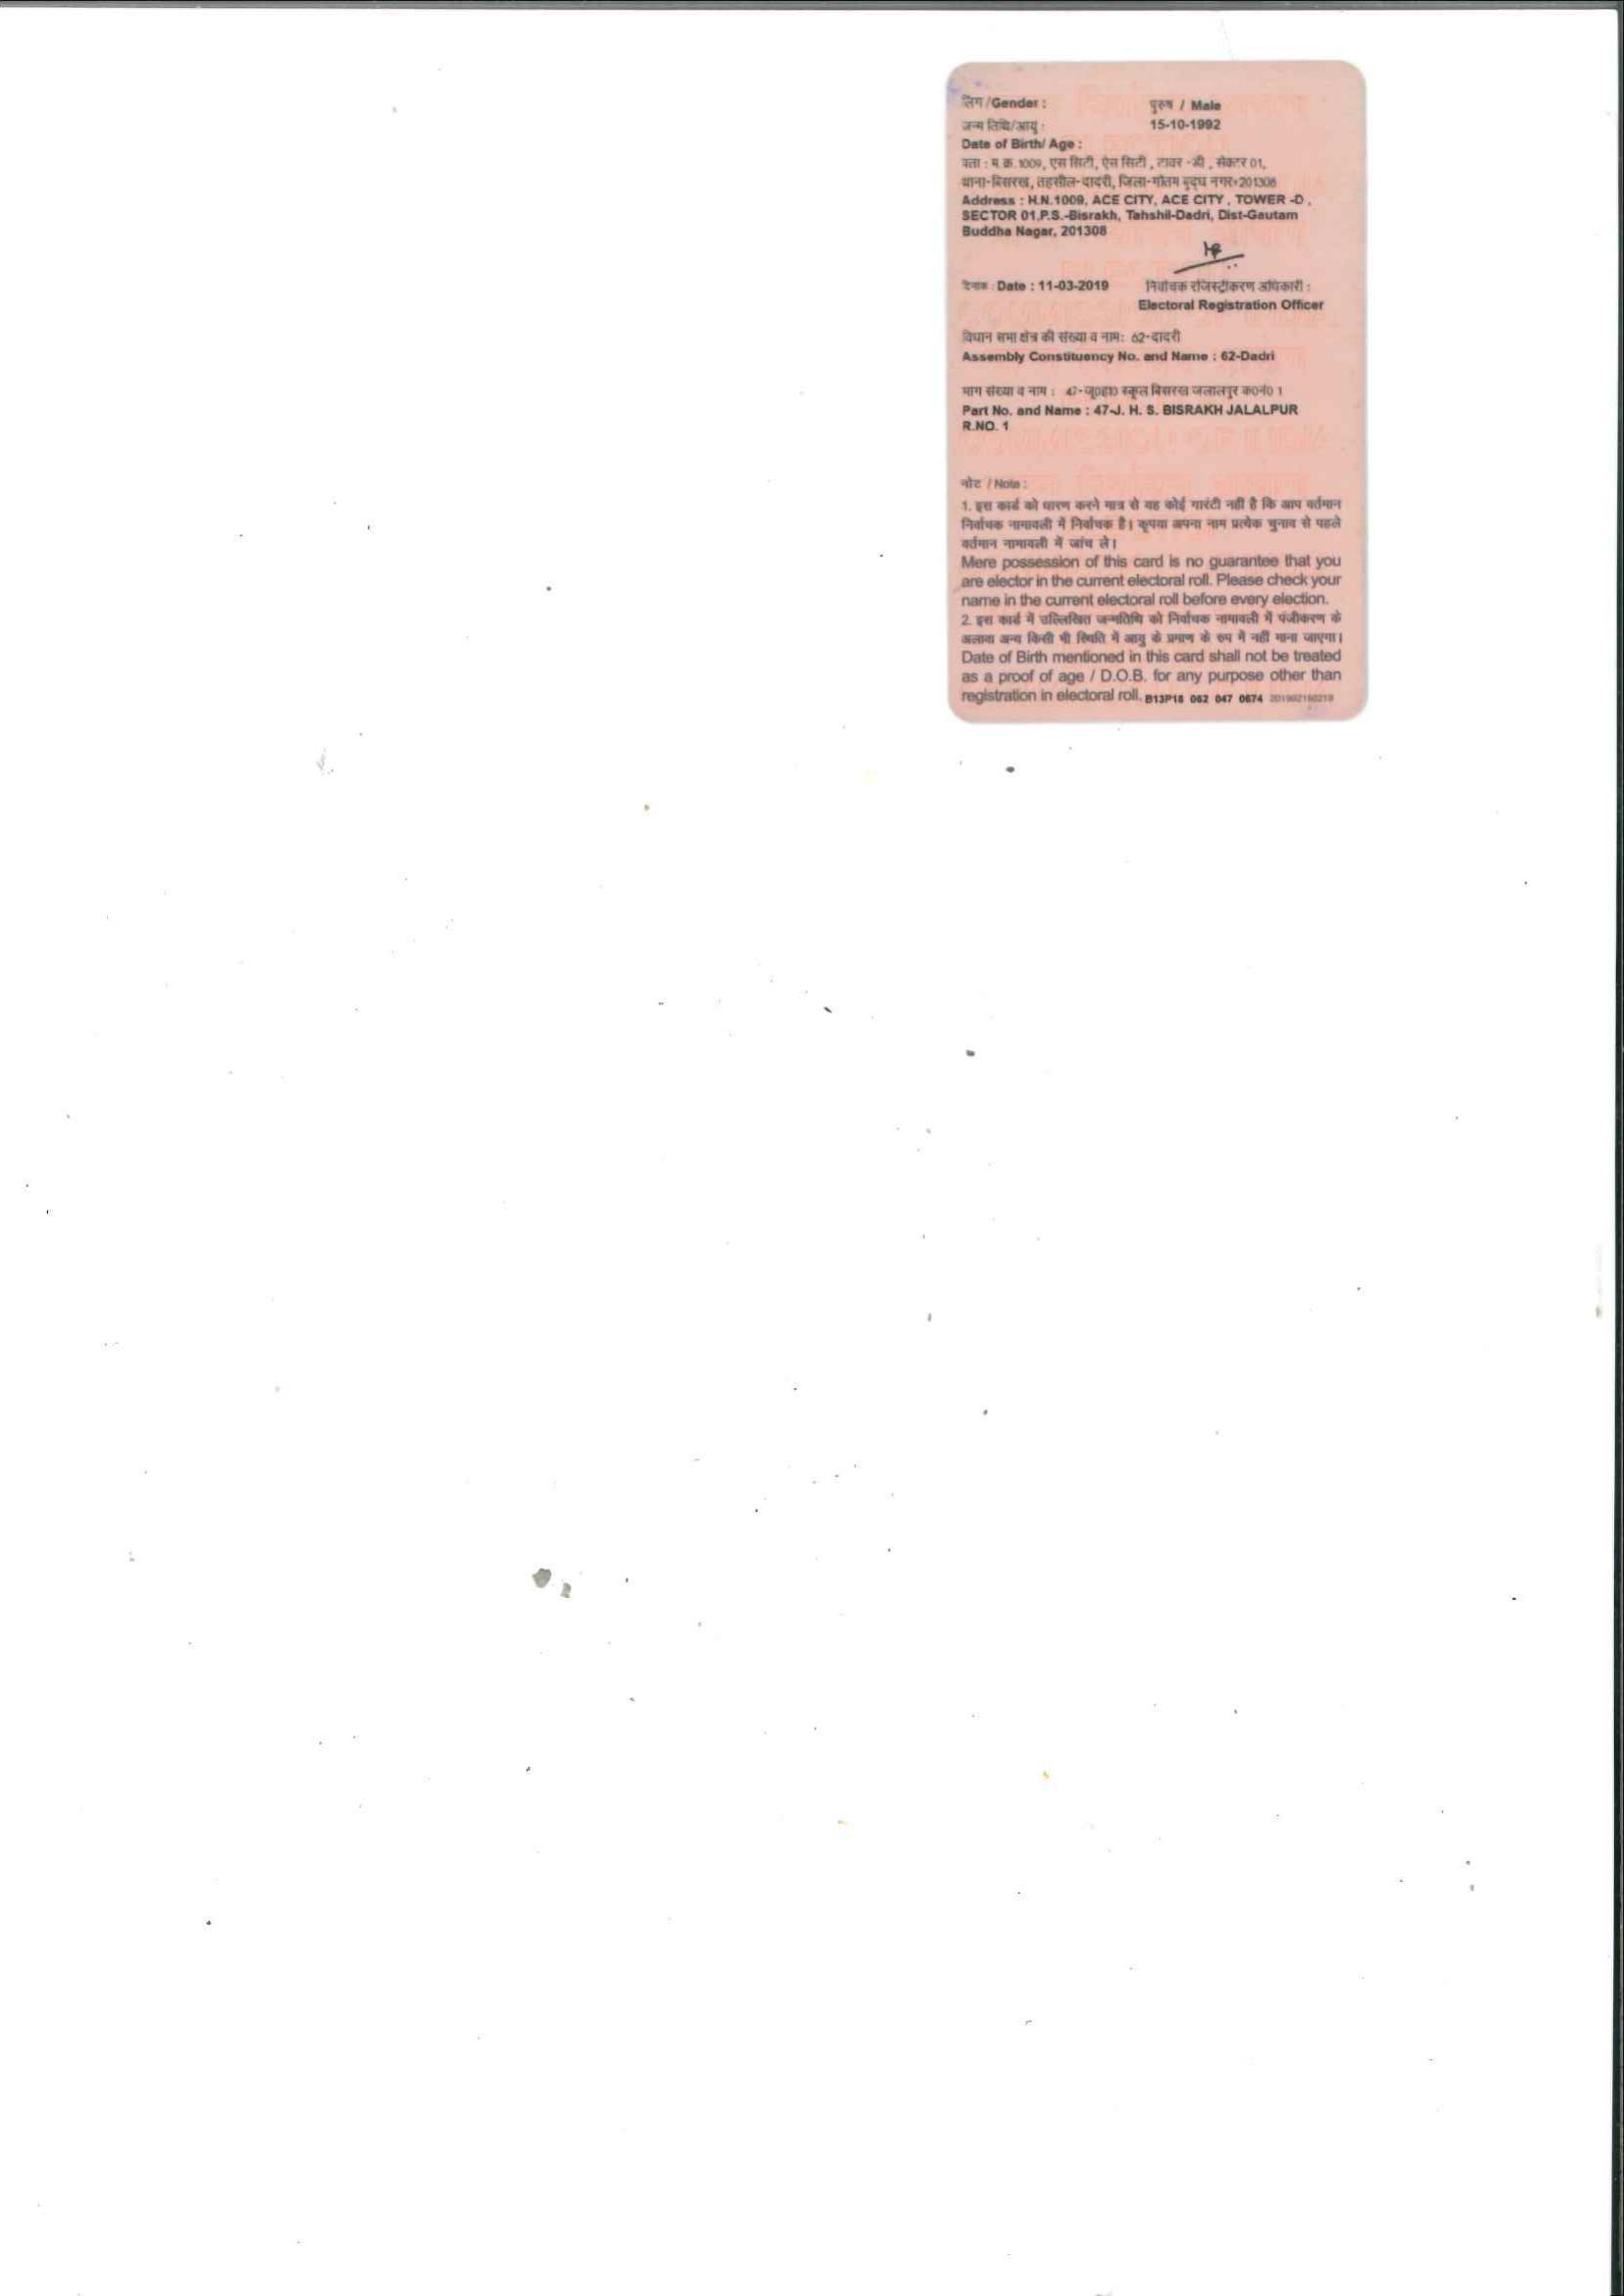 लिंग /Gender : पुरुष / Male
जन्म तिथि/आयु : 15-10-1992
Date of Birth/ Age :
पता : म.क्र.1009, एस सिटी, ऐस सिटी , टावर -डी , सेक्टर 01,
थाना-बिसरख, तहसील-दादरी, जिला-गौतम बुद्ध नगर-201308
Address : H.N.1009, ACE CITY, ACE CITY , TOWER -D ,
SECTOR 01,P.S.-Bisrakh, Tahshil-Dadri, Dist-Gautam
Buddha Nagar, 201308
दिनांक : Date : 11-03-2019 निर्वाचक रजिस्ट्रीकरण अधिकारी :
Electoral Registration Officer
विधान सभा क्षेत्र की संख्या व नाम: 62-दादरी
Assembly Constituency No. and Name : 62-Dadri
भाग संख्या व नाम : 47-जू0हा0 स्कूल बिसरख जलालपुर क0नं0 1
Part No. and Name : 47-J. H. S. BISRAKH JALALPUR
R.NO. 1
नोट / Note :
1. इस कार्ड को धारण करने मात्र से यह कोई गारंटी नहीं है कि आप वर्तमान
निर्वाचक नामावली में निर्वाचक है। कृपया अपना नाम प्रत्येक चुनाव से पहले
वर्तमान नामावली में जांच ले।
Mere possession of this card is no guarantee that you
are elector in the current electoral roll. Please check your
name in the current electoral roll before every election.
2. इस कार्ड में उल्लिखित जन्मतिथि को निर्वाचक नामावली में पंजीकरण के
अलावा अन्य किसी भी स्थिति में आयु के प्रमाण के रुप में नहीं माना जाएगा।
Date of Birth mentioned in this card shall not be treated
as a proof of age / D.O.B. for any purpose other than
registration in electoral roll. B13P18 062 047 0674